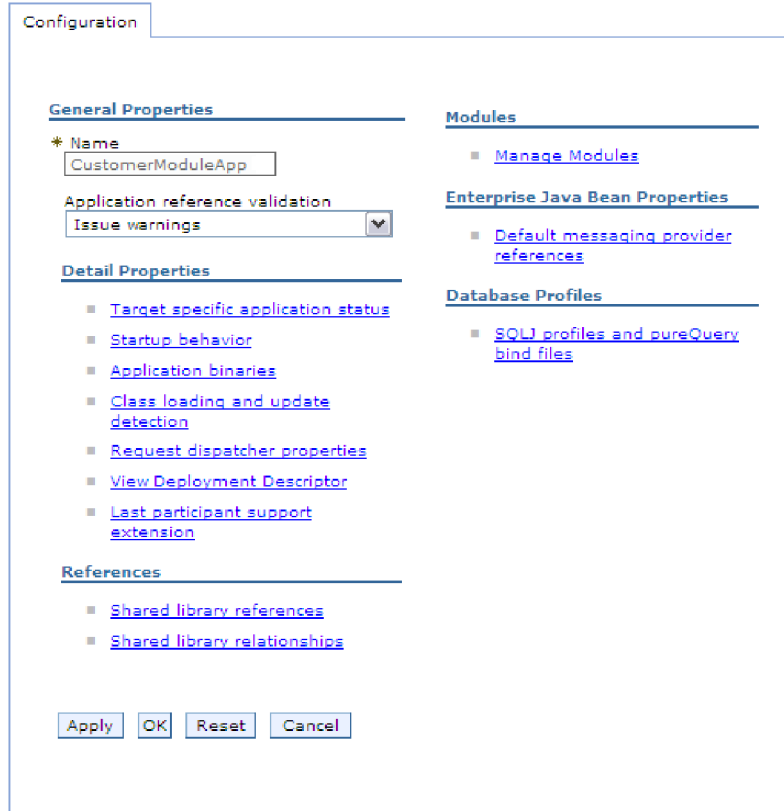 Configuration
General Properties
* Name
CustomerModuleApp
Application reference validation
Issue warnings
Detail Properties
Target specific application status
Startup behavior
Application binaries
Class loading and update
detection
Request dispatcher properties
View Deployment Descriptor
Last participant support
extension
References
Shared library references
Shared library relationships
Modules
Manage Modules
Enterprise Java Bean Properties
Default messaging provider
references
Database Profiles
SQLJ profiles and pureQuery
bind files
Apply OK Reset Cancel